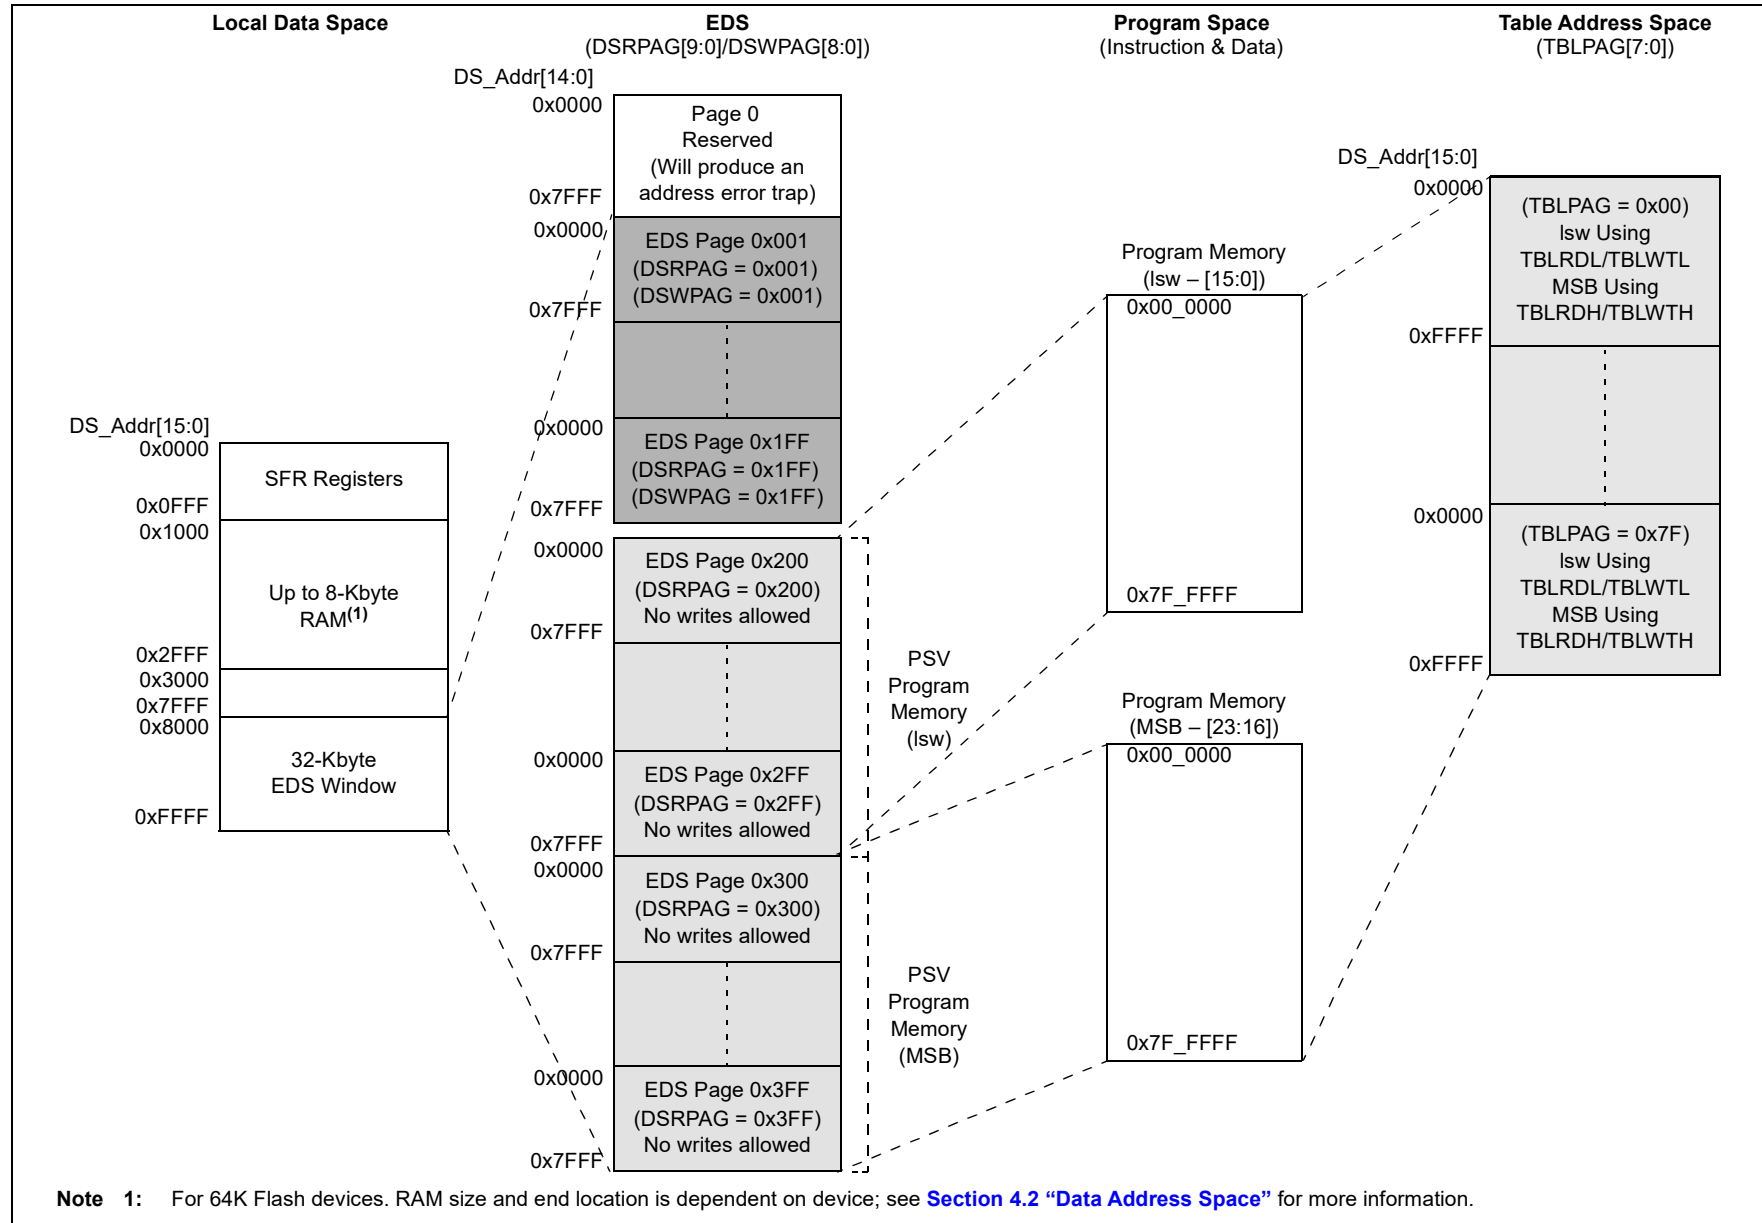 Local Data Space
DS_Addr[15:0]
0x0000
SFR Registers
0x0FFF
0x1000
Up to 8-Kbyte
RAM(1)
0x2FFF
0x3000
0x7FFF
0x8000
32-Kbyte
EDS Window
0xFFFF
EDS
(DSRPAG[9:0]/DSWPAG[8:0])
DS_Addr[14:0]
0x0000
Page 0
Reserved
(Will produce an
address error trap)
0x7FFF
0x0000
EDS Page 0x001
(DSRPAG = 0x001)
(DSWPAG = 0x001)
0x7FFF
0x0000
EDS Page 0x1FF
(DSRPAG = 0x1FF)
(DSWPAG = 0x1FF)
0x7FFF
0x0000
EDS Page 0x200
(DSRPAG = 0x200)
No writes allowed
0x7FFF
0x0000
EDS Page 0x2FF
(DSRPAG = 0x2FF)
No writes allowed
0x7FFF
0x0000
EDS Page 0x300
(DSRPAG = 0x300)
No writes allowed
0x7FFF
0x0000
EDS Page 0x3FF
(DSRPAG = 0x3FF)
No writes allowed
0x7FFF
PSV
Program
Memory
(lsw)
PSV
Program
Memory
(MSB)
Program Space
(Instruction & Data)
Program Memory
(lsw – [15:0])
0x00_0000
0x7F_FFFF
Program Memory
(MSB – [23:16])
0x00_0000
0x7F_FFFF
Table Address Space
(TBLPAG[7:0])
DS_Addr[15:0]
0x0000
(TBLPAG = 0x00)
lsw Using
TBLRDL/TBLWTL
MSB Using
TBLRDH/TBLWTH
0xFFFF
0x0000
(TBLPAG = 0x7F)
lsw Using
TBLRDL/TBLWTL
MSB Using
TBLRDH/TBLWTH
0xFFFF
Note 1: For 64K Flash devices. RAM size and end location is dependent on device; see Section 4.2 “Data Address Space” for more information.